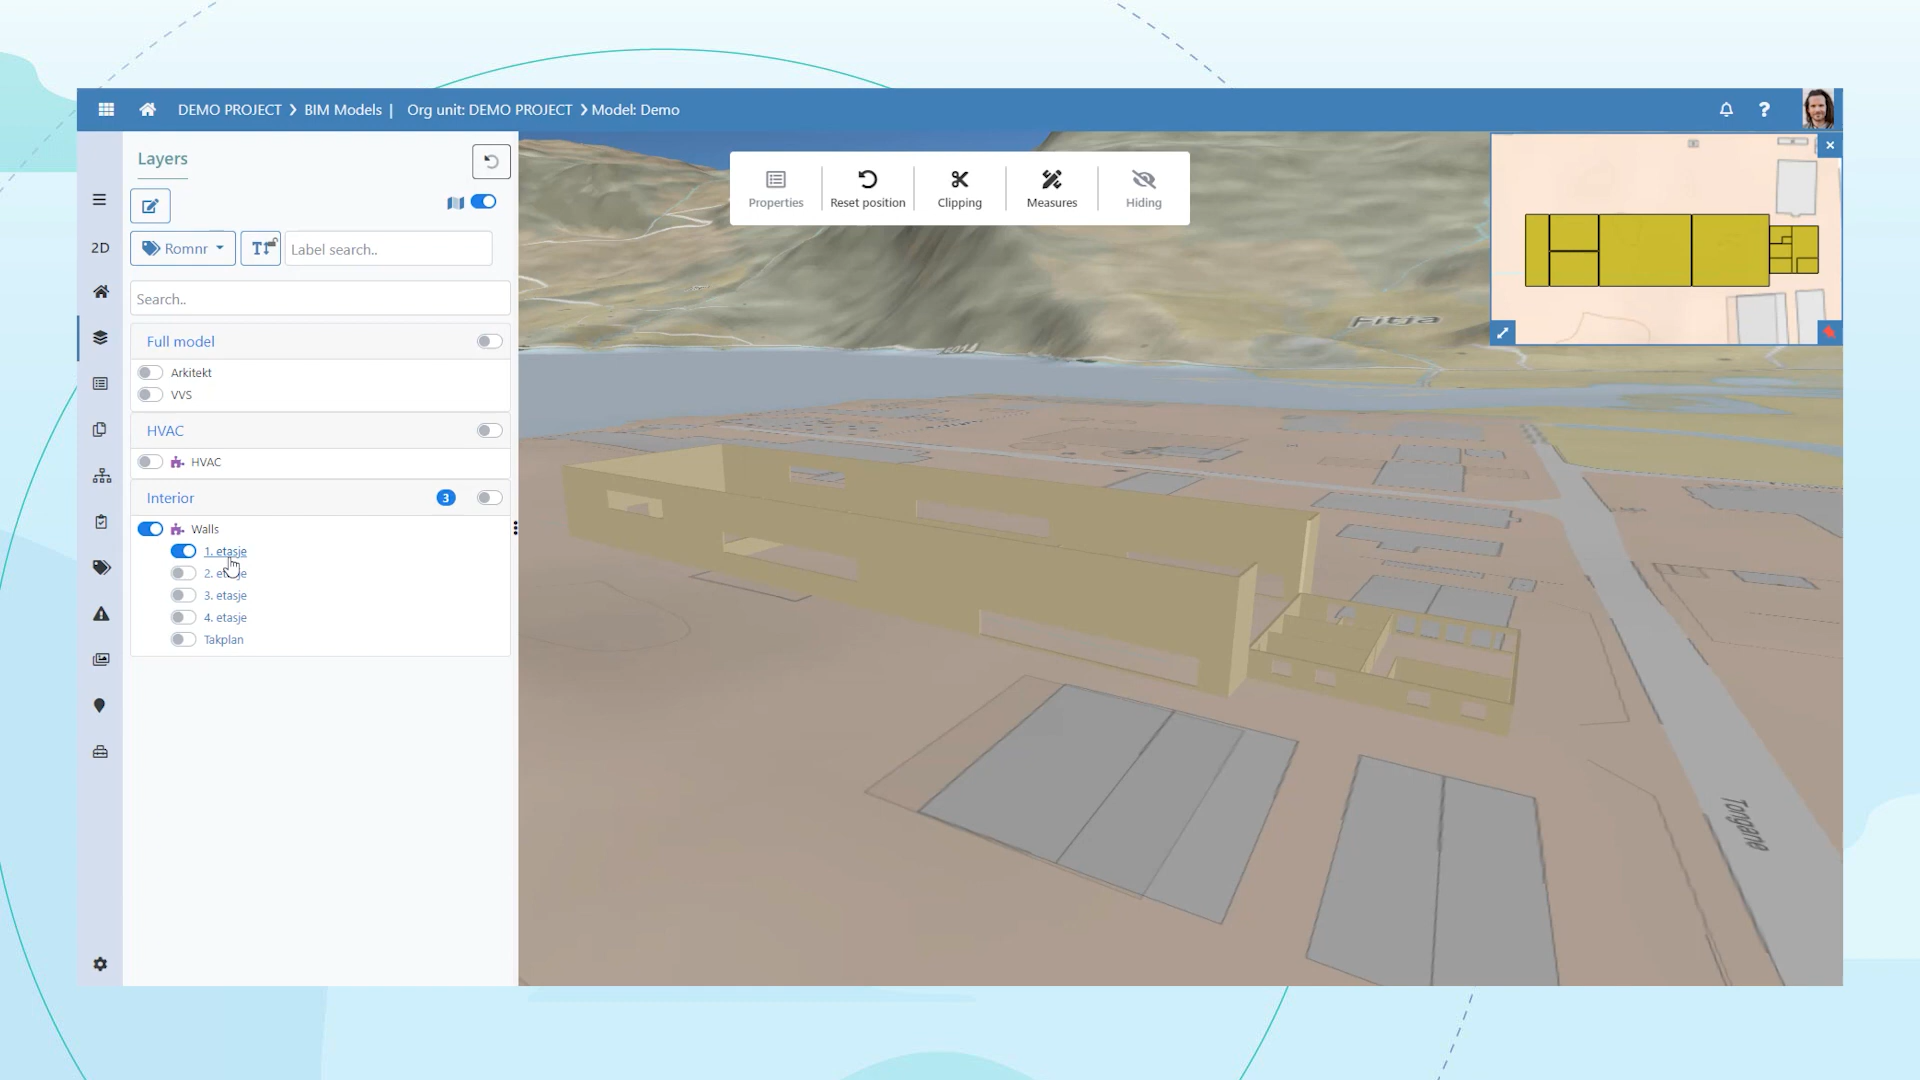 DEMO PROJECT > BIM Models | Org unit: DEMO PROJECT > Model: Demo
Layers
Romnr
Label search..
Search..
Full model
Arkitekt
VVS
HVAC
HVAC
Interior 3
Walls
1. etasje
2. etasje
3. etasje
4. etasje
Takplan
2D
Properties
Reset position
Clipping
Measures
Hiding
Fitja
Tongane